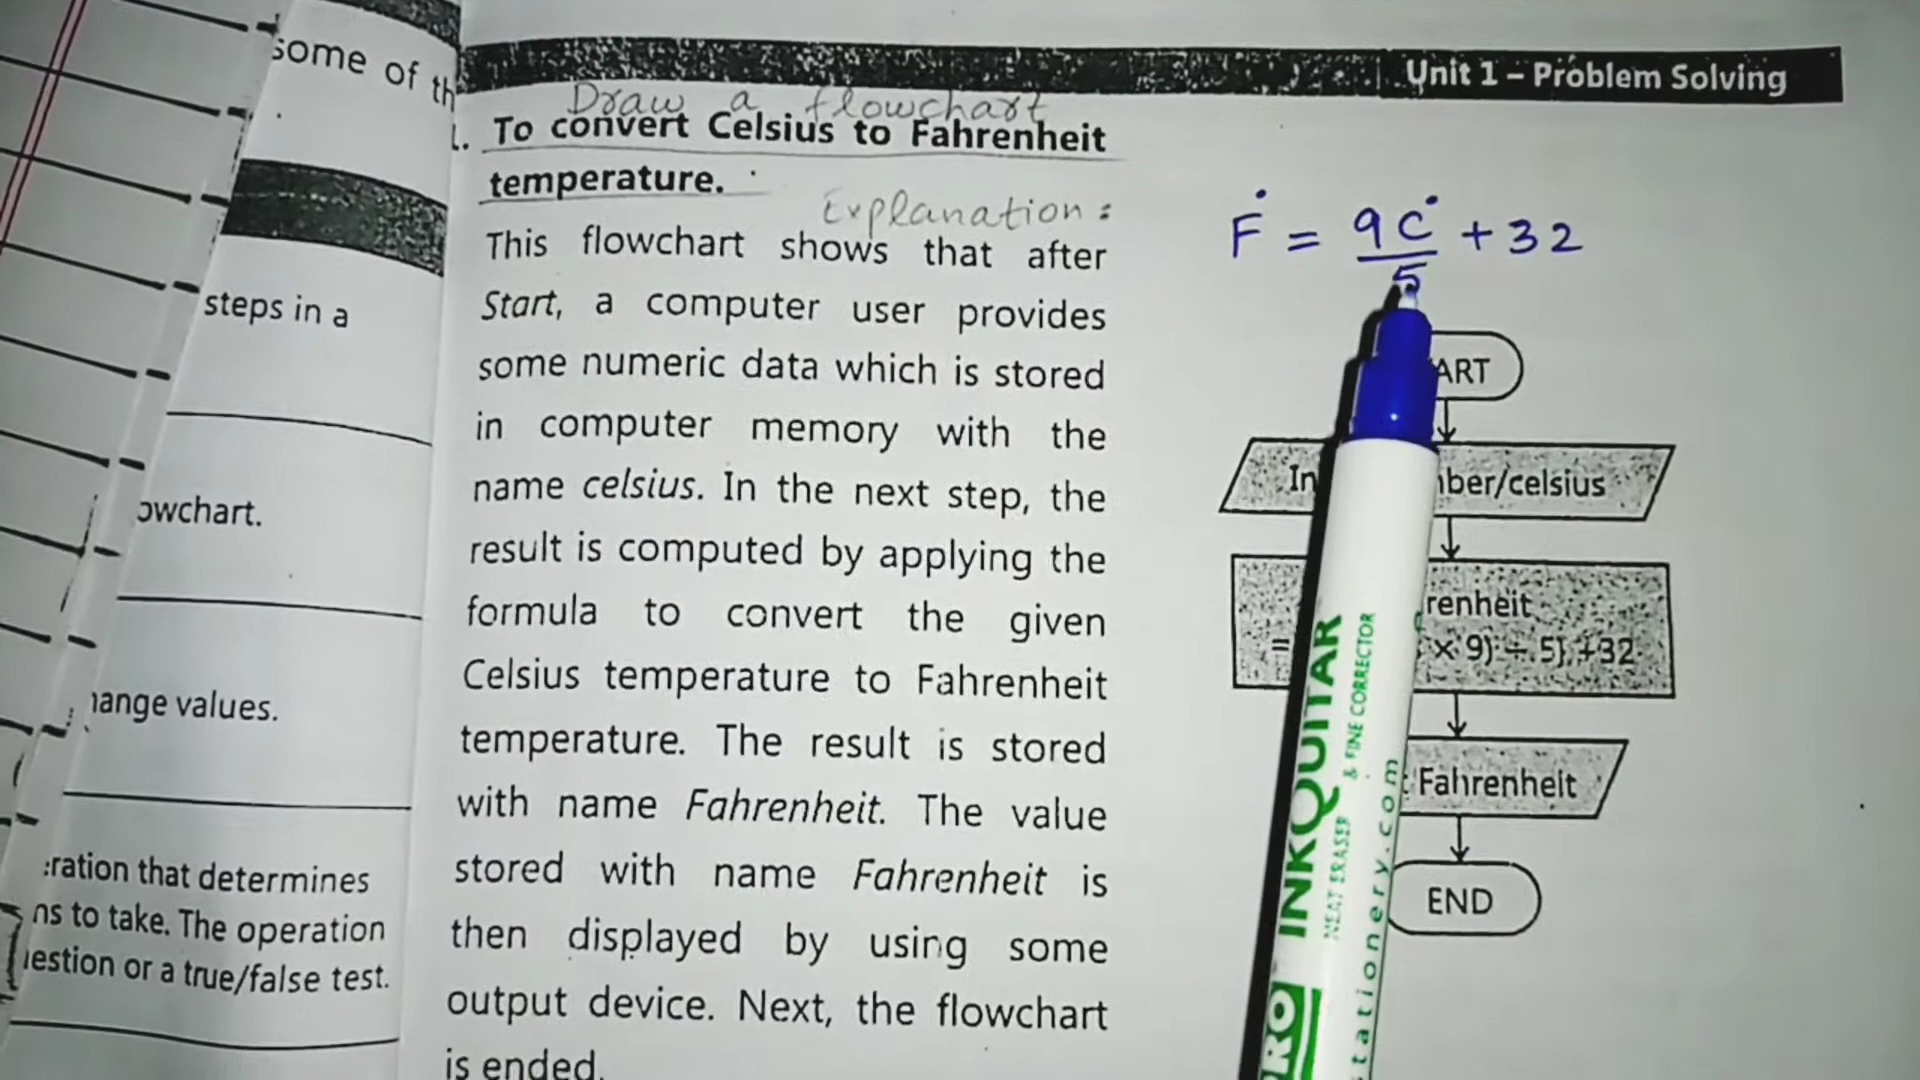 some of th
steps in a
owchart.
ange values.
ration that determines
ns to take. The operation
estion or a true/false test.
Unit 1 – Problem Solving
Draw a flowchart
1. To convert Celsius to Fahrenheit
temperature.
Explanation :
This flowchart shows that after
Start, a computer user provides
some numeric data which is stored
in computer memory with the
name celsius. In the next step, the
result is computed by applying the
formula to convert the given
Celsius temperature to Fahrenheit
temperature. The result is stored
with name Fahrenheit. The value
stored with name Fahrenheit is
then displayed by using some
output device. Next, the flowchart
is ended.
F° = 9C°/5 + 32
ART
In ber/celsius
renheit
= × 9) ÷ 5} +32
Fahrenheit
END
RO INKQUITAR
NEAT ERASER & FINE CORRECTOR
stationery.com